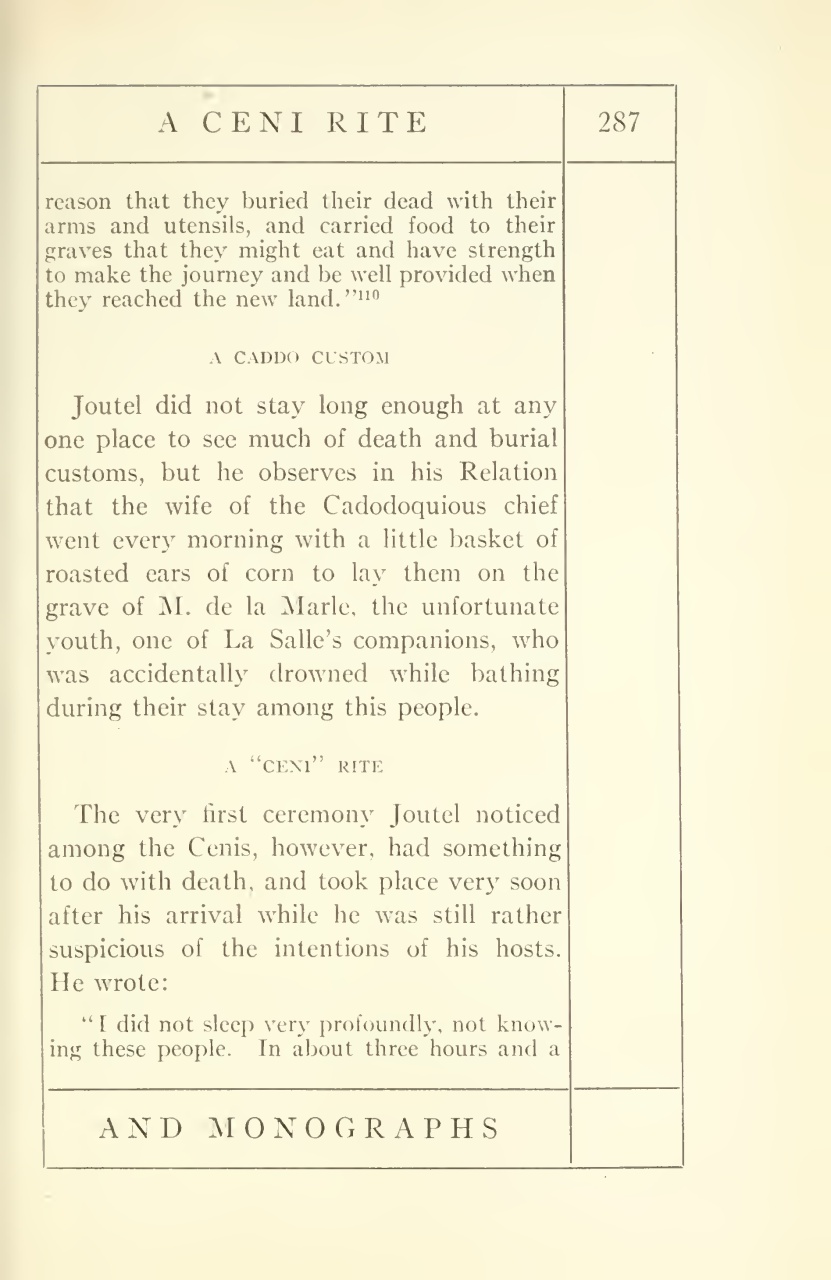 A CENI RITE
287
reason that they buried their dead with their
arms and utensils, and carried food to their
graves that they might eat and have strength
to make the journey and be well provided when
they reached the new land."¹¹⁰
A CADDO CUSTOM
Joutel did not stay long enough at any
one place to see much of death and burial
customs, but he observes in his Relation
that the wife of the Cadodoquious chief
went every morning with a little basket of
roasted ears of corn to lay them on the
grave of M. de la Marle, the unfortunate
youth, one of La Salle's companions, who
was accidentally drowned while bathing
during their stay among this people.
A "CENI" RITE
The very first ceremony Joutel noticed
among the Cenis, however, had something
to do with death, and took place very soon
after his arrival while he was still rather
suspicious of the intentions of his hosts.
He wrote:
"I did not sleep very profoundly, not know-
ing these people. In about three hours and a
AND MONOGRAPHS